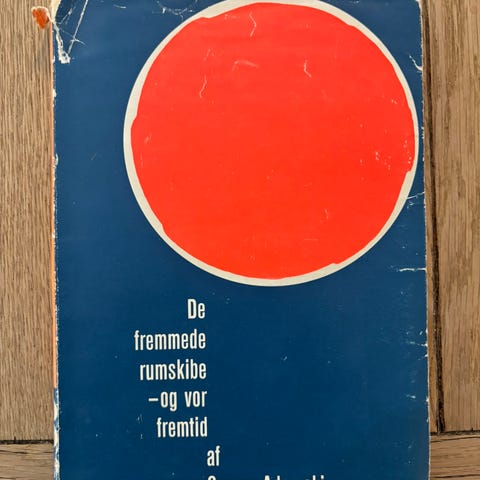 De
fremmede
rumskibe
–og vor
fremtid
af